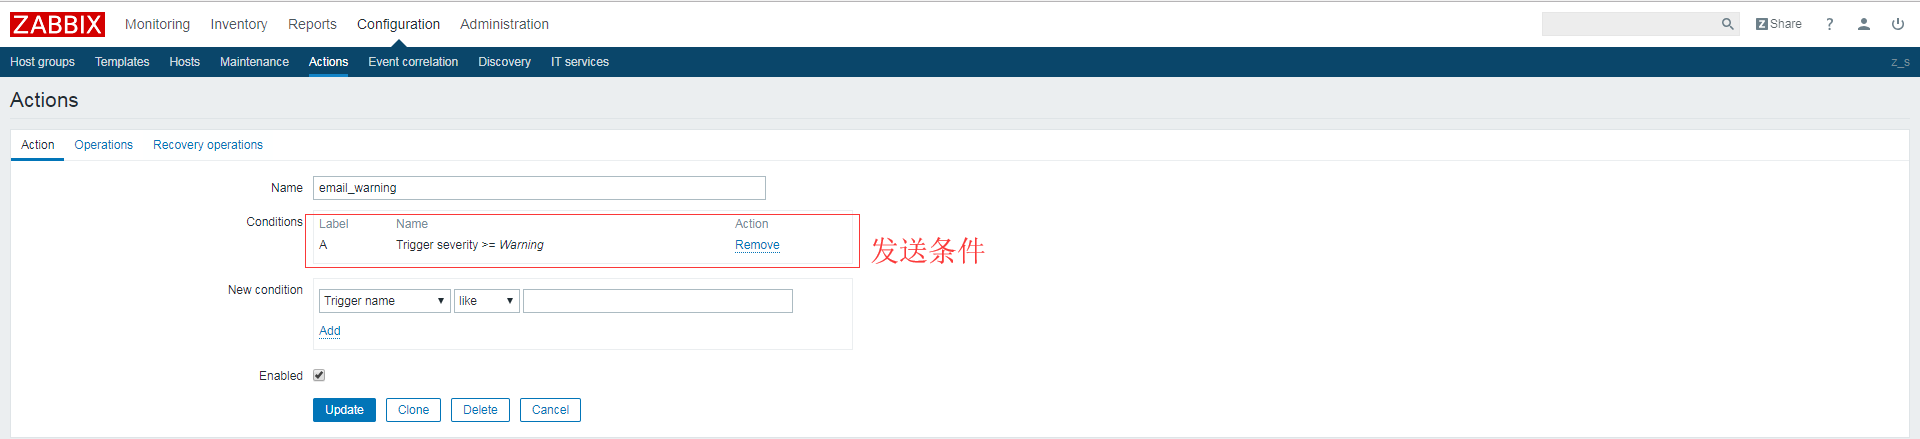 ZABBIX Monitoring Inventory Reports Configuration Administration Z Share ?
Host groups Templates Hosts Maintenance Actions Event correlation Discovery IT services z_s
Actions
Action Operations Recovery operations
Name email_warning
Conditions Label Name Action
A Trigger severity >= Warning Remove
发送条件
New condition
Trigger name like
Add
Enabled
Update Clone Delete Cancel